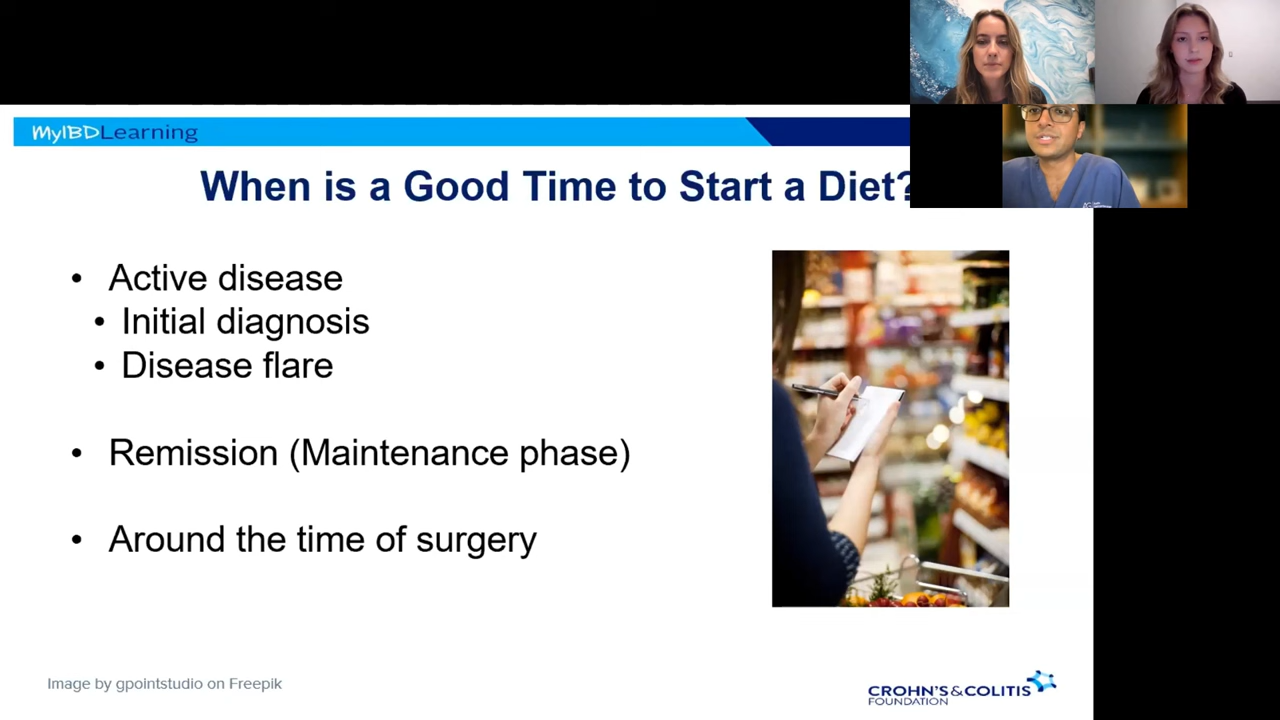 MyIBDLearning
When is a Good Time to Start a Diet?
• Active disease
• Initial diagnosis
• Disease flare
• Remission (Maintenance phase)
• Around the time of surgery
Image by gpointstudio on Freepik
CROHN'S & COLITIS
FOUNDATION